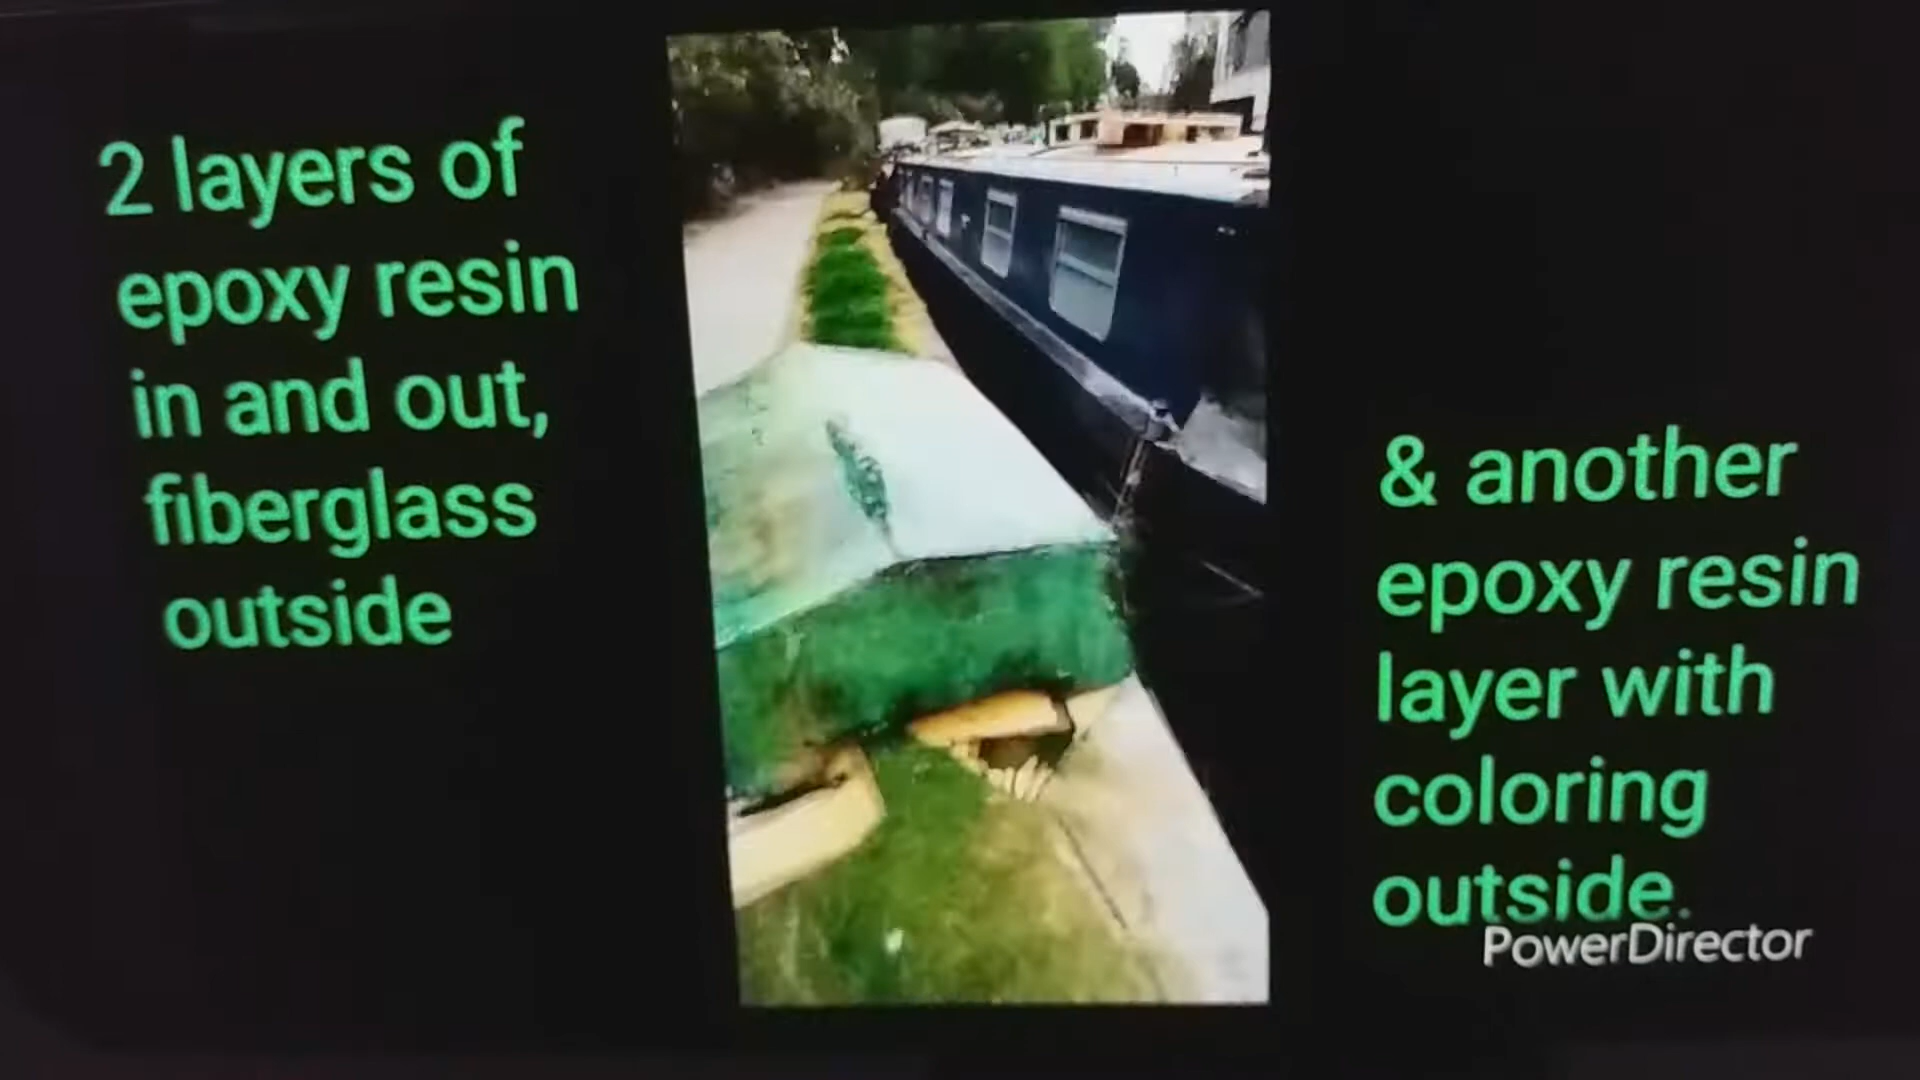 2 layers of
epoxy resin
in and out,
fiberglass
outside
& another
epoxy resin
layer with
coloring
outside.
PowerDirector